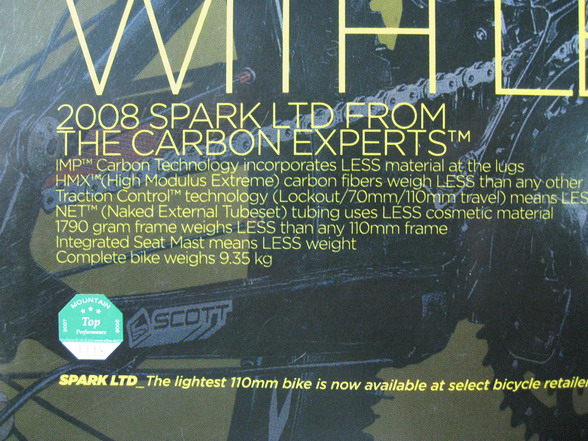 WITH LE
2008 SPARK LTD FROM
THE CARBON EXPERTS™
IMP™ Carbon Technology incorporates LESS material at the lugs
HMX™(High Modulus Extreme) carbon fibers weigh LESS than any other
Traction Control™ technology (Lockout/70mm/110mm travel) means LES
NET™ (Naked External Tubeset) tubing uses LESS cosmetic material
1790 gram frame weighs LESS than any 110mm frame
Integrated Seat Mast means LESS weight
Complete bike weighs 9.35 kg
MOUNTAIN
2007 Top 2008
Performance
SCOTT
SPARK LTD_The lightest 110mm bike is now available at select bicycle retailer